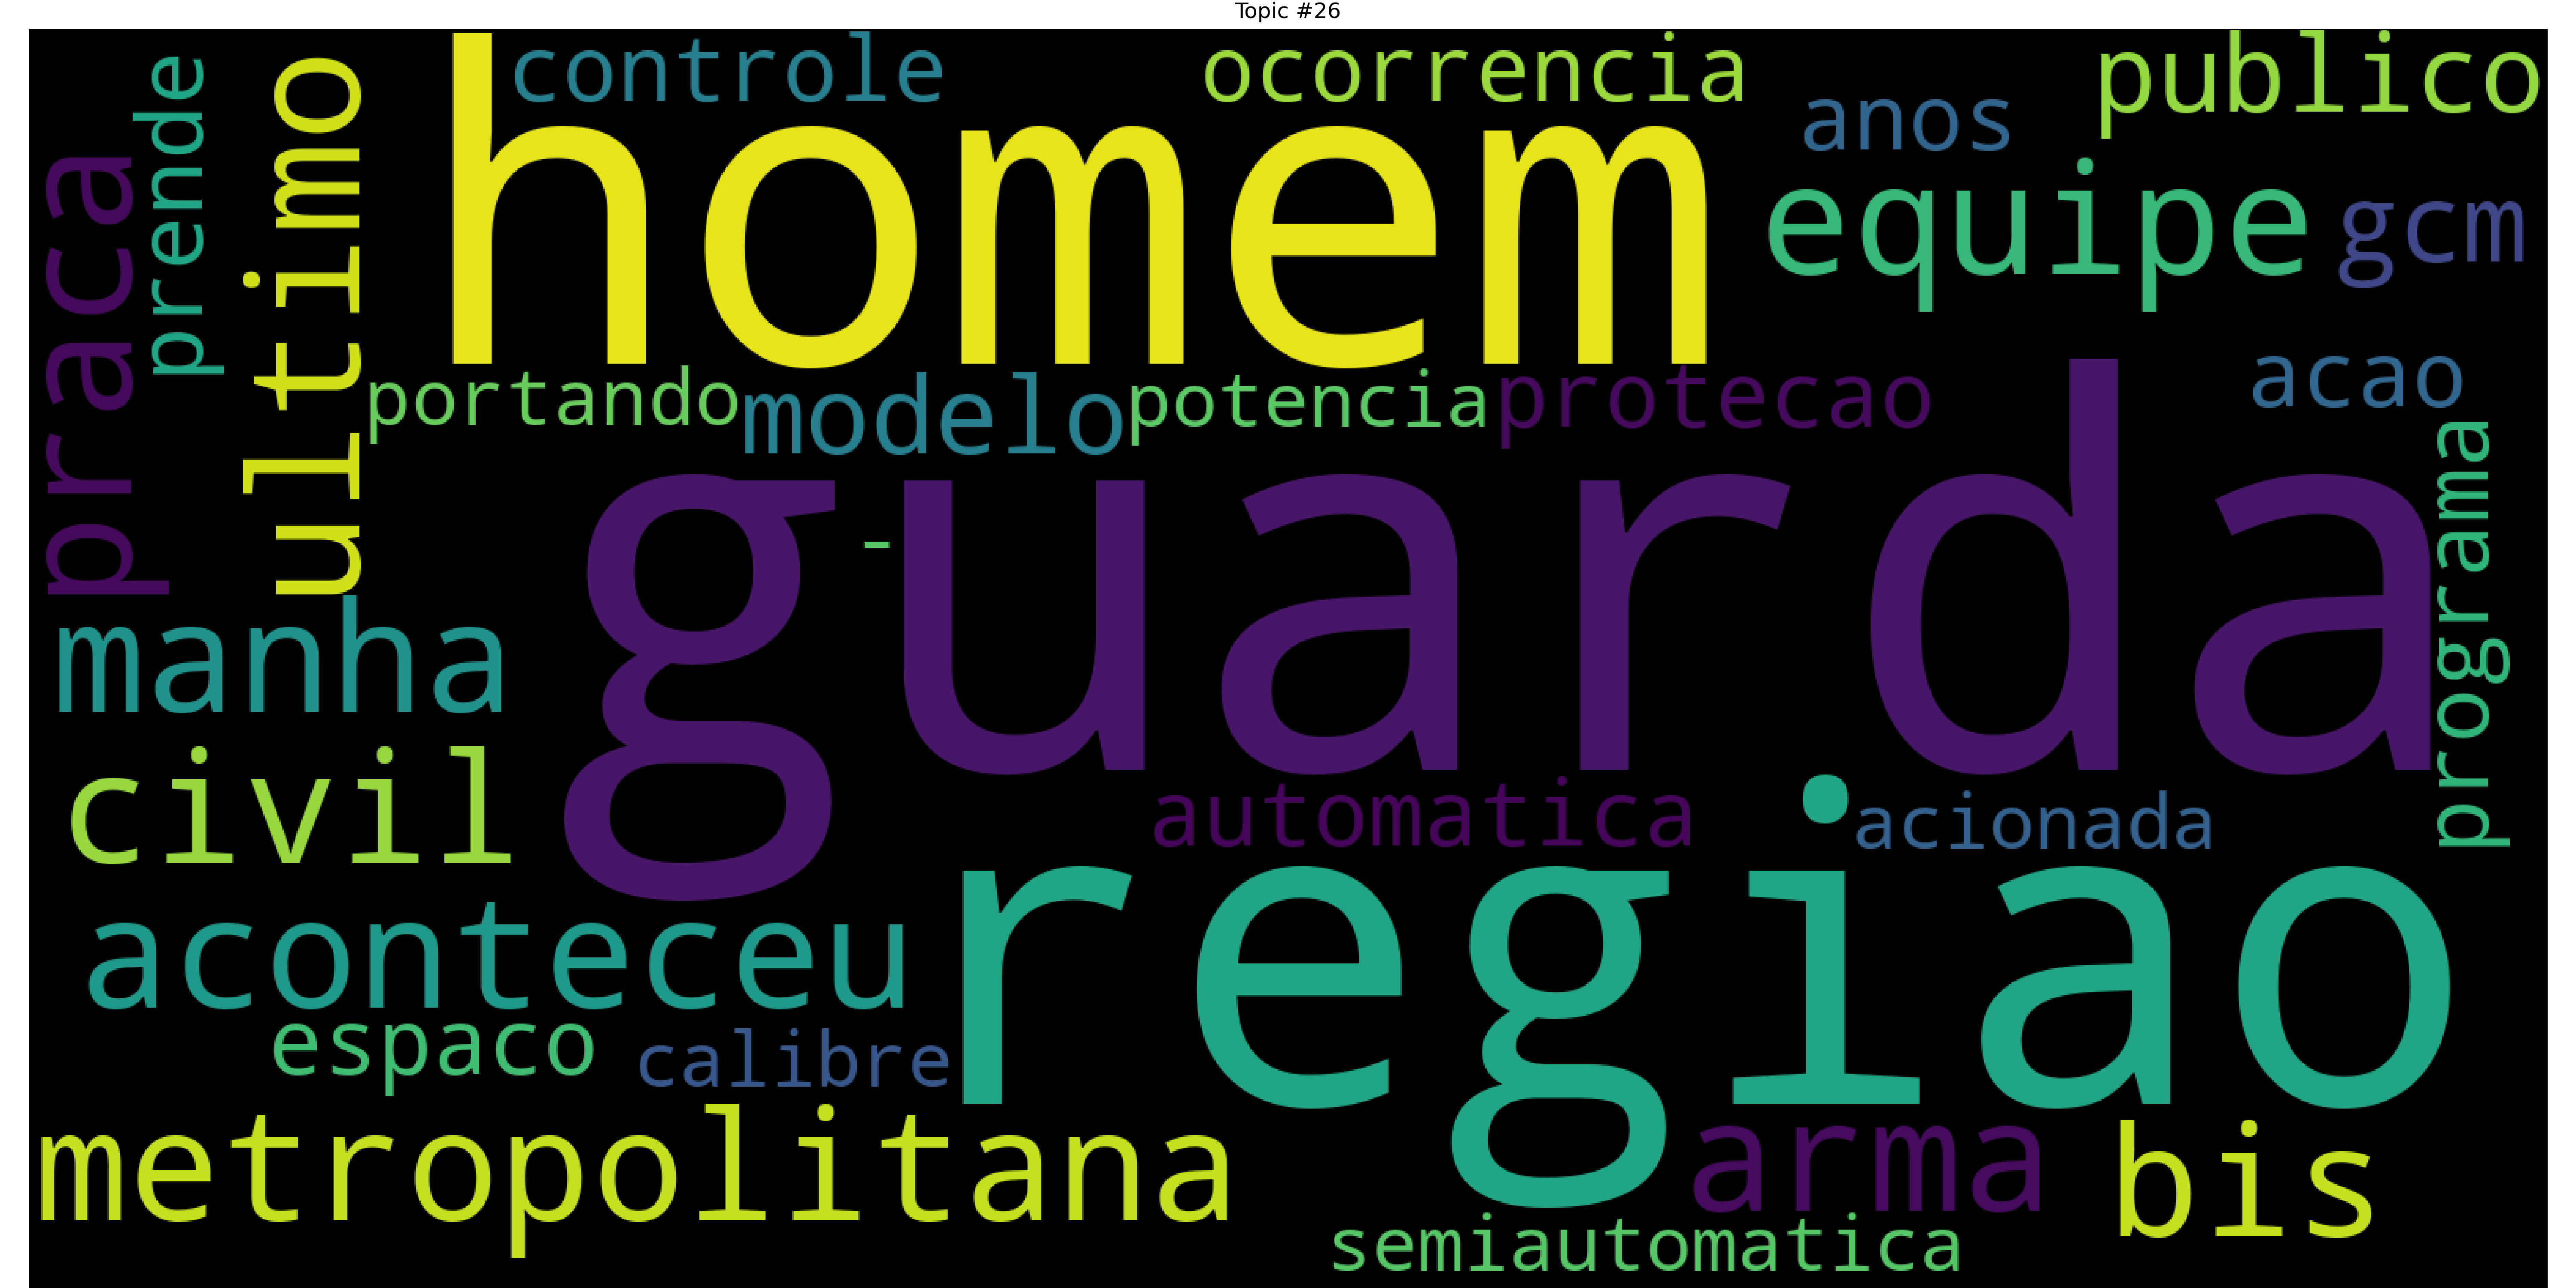 Topic #26
controle
ocorrencia
publico
anos
homem
equipe
gcm
praca
prende
ultimo
portando
modelo
potencia
protecao
acao
guarda
-
programa
manha
civil
automatica
acionada
regiao
aconteceu
espaco
calibre
metropolitana
arma
bis
semiautomatica